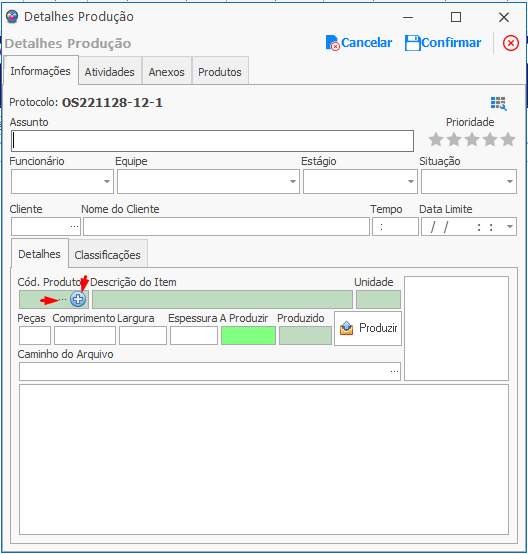 Detalhes Produção
Detalhes Produção Cancelar Confirmar
Informações Atividades Anexos Produtos
Protocolo: OS221128-12-1
Assunto Prioridade
Funcionário Equipe Estágio Situação
Cliente Nome do Cliente Tempo Data Limite
... : / / : :
Detalhes Classificações
Cód. Produto Descrição do Item Unidade
...
Peças Comprimento Largura Espessura A Produzir Produzido
Produzir
Caminho do Arquivo
...